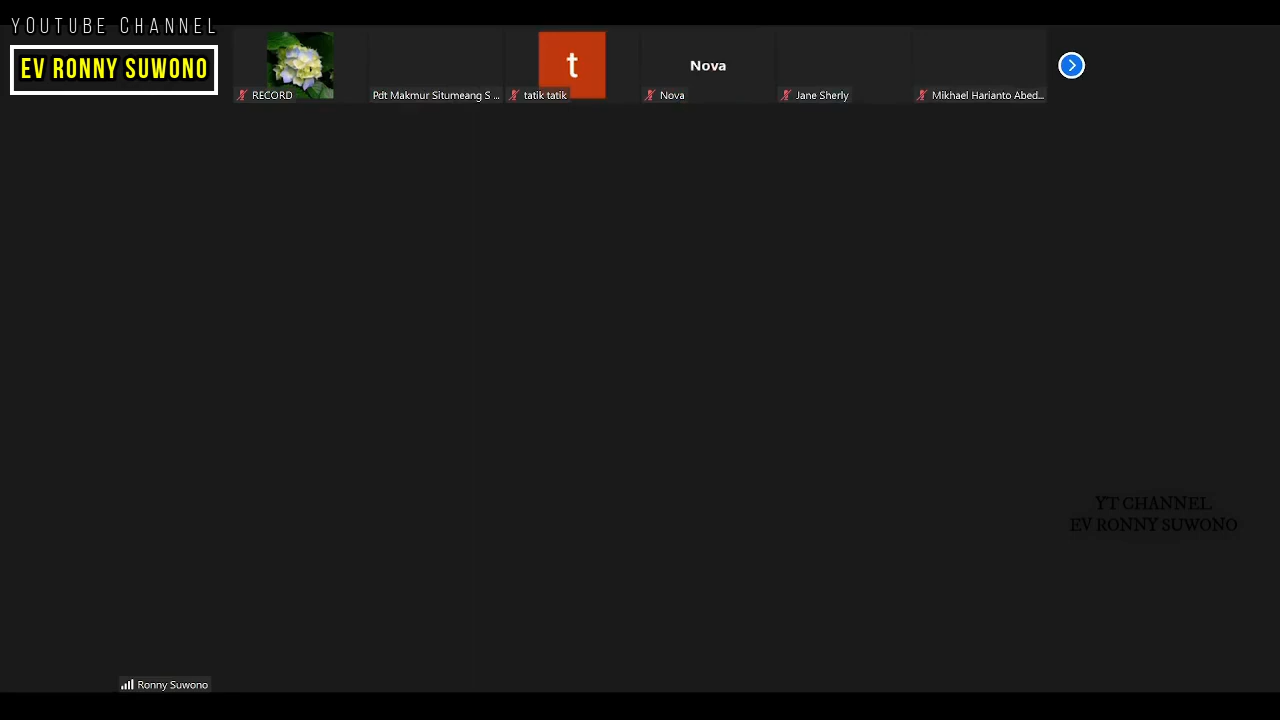 YOUTUBE CHANNEL
EV RONNY SUWONO
RECORD
Pdt Makmur Situmeang S ...
t
tatik tatik
Nova
Nova
Jane Sherly
Mikhael Harianto Abed...
YT CHANNEL
EV RONNY SUWONO
Ronny Suwono